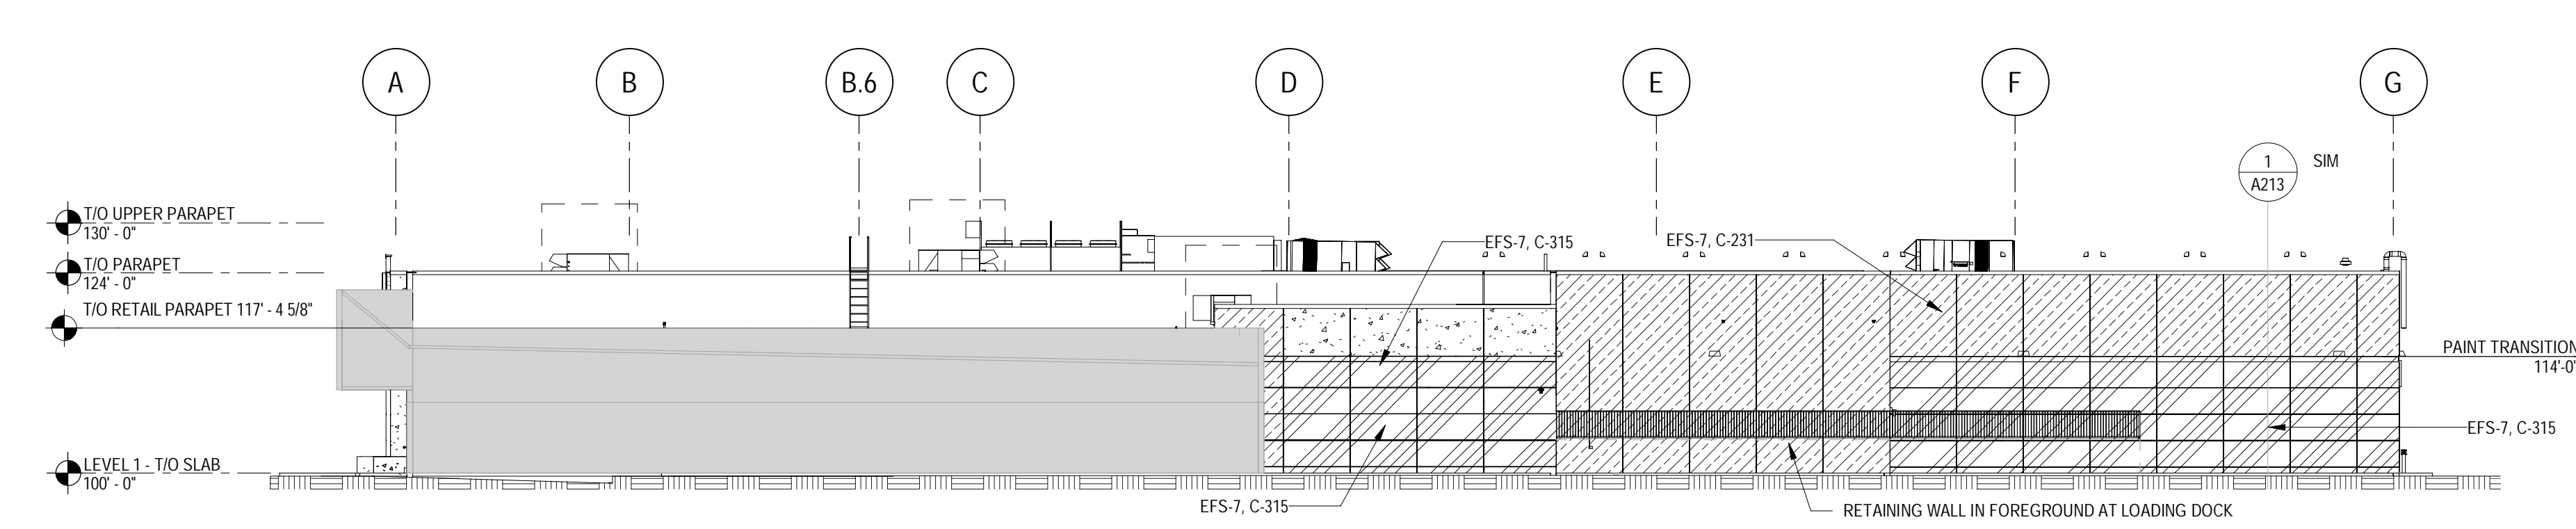 A
B
B.6
C
D
E
F
G
1
A213
SIM
T/O UPPER PARAPET
130' - 0"
T/O PARAPET
124' - 0"
T/O RETAIL PARAPET 117' - 4 5/8"
LEVEL 1 - T/O SLAB
100' - 0"
EFS-7, C-315
EFS-7, C-231
PAINT TRANSITION
114'-0"
EFS-7, C-315
EFS-7, C-315
RETAINING WALL IN FOREGROUND AT LOADING DOCK